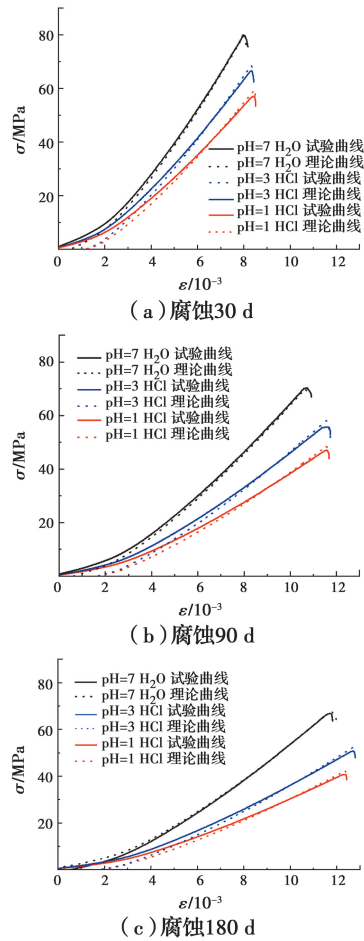 80
60
40
20
σ/MPa
pH=7 H2O 试验曲线
pH=7 H2O 理论曲线
pH=3 HCl 试验曲线
pH=3 HCl 理论曲线
pH=1 HCl 试验曲线
pH=1 HCl 理论曲线
0 2 4 6 8 10 12
ε/10⁻³
(a)腐蚀30 d
pH=7 H2O 试验曲线
pH=7 H2O 理论曲线
pH=3 HCl 试验曲线
pH=3 HCl 理论曲线
pH=1 HCl 试验曲线
pH=1 HCl 理论曲线
80
60
40
20
σ/MPa
0 2 4 6 8 10 12
ε/10⁻³
(b)腐蚀90 d
pH=7 H2O 试验曲线
pH=7 H2O 理论曲线
pH=3 HCl 试验曲线
pH=3 HCl 理论曲线
pH=1 HCl 试验曲线
pH=1 HCl 理论曲线
80
60
40
20
σ/MPa
0 2 4 6 8 10 12
ε/10⁻³
(c)腐蚀180 d